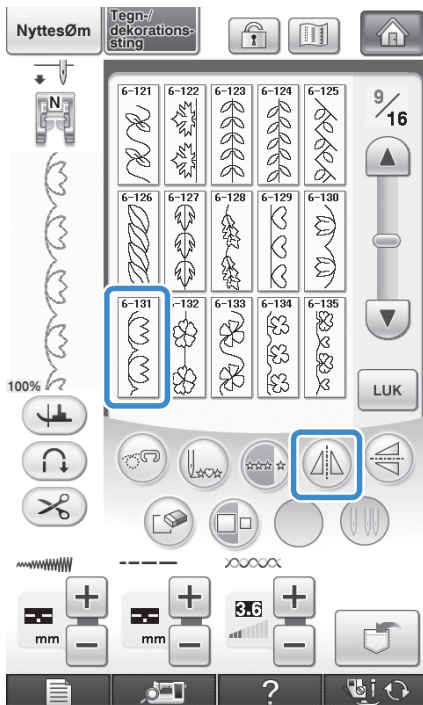 NyttesØm
Tegn-/
dekorations-
sting
N
6-121 6-122 6-123 6-124 6-125
9/16
6-126 6-127 6-128 6-129 6-130
6-131 6-132 6-133 6-134 6-135
100%
LUK
3.6
mm mm
?
i